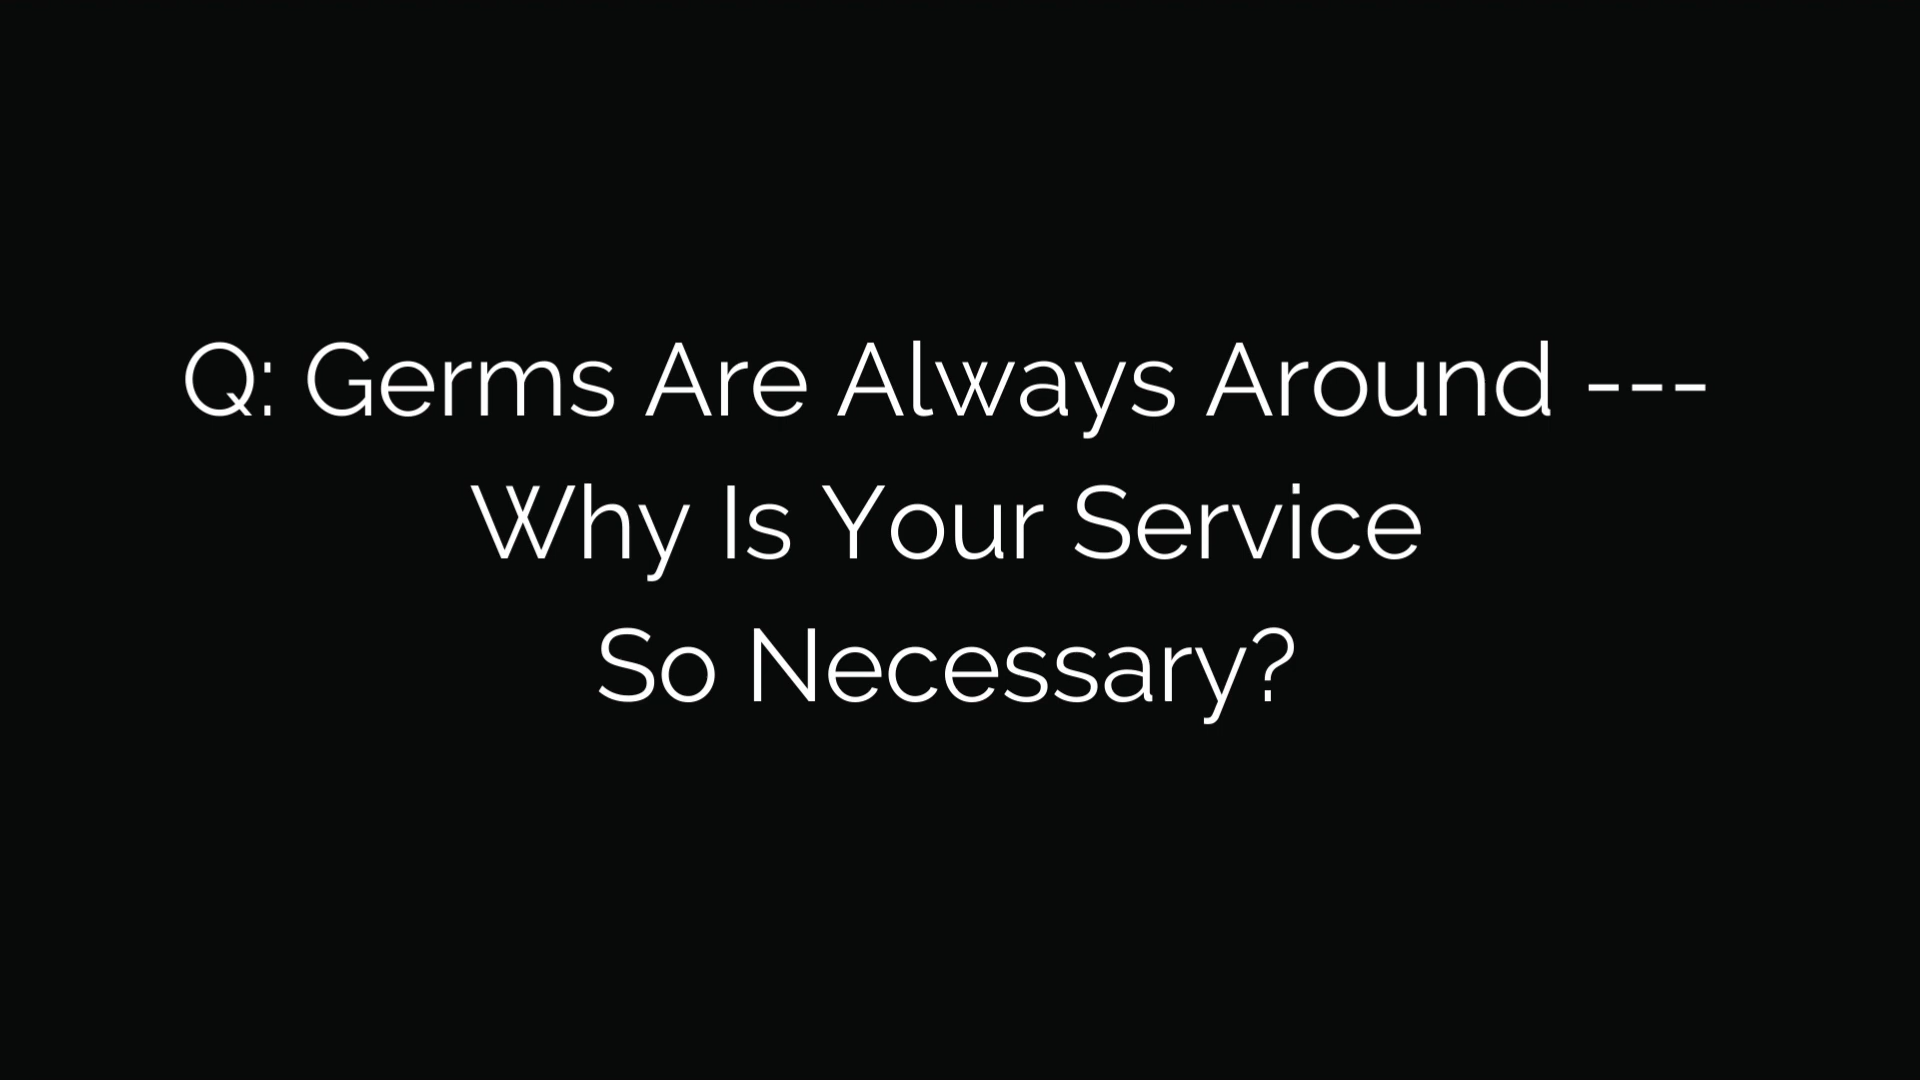 Q: Germs Are Always Around ---
Why Is Your Service
So Necessary?